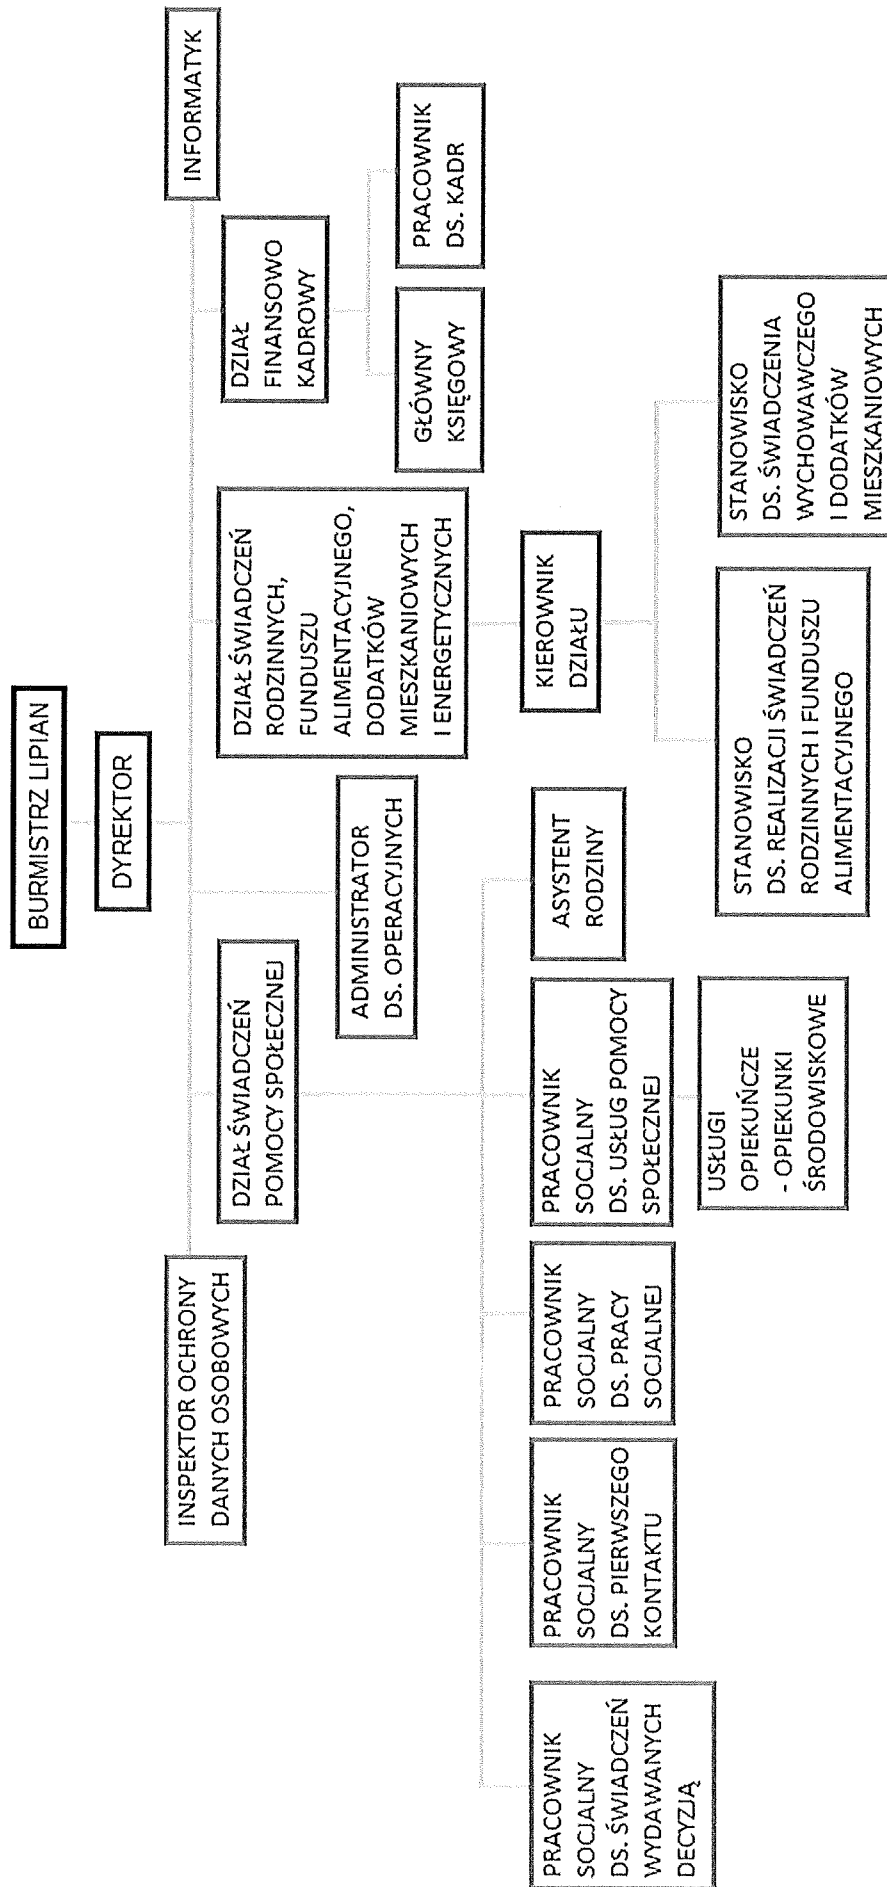 BURMISTRZ LIPIAN
DYREKTOR
INSPEKTOR OCHRONY
DANYCH OSOBOWYCH
INFORMATYK
DZIAŁ ŚWIADCZEŃ
POMOCY SPOŁECZNEJ
ADMINISTRATOR
DS. OPERACYJNYCH
DZIAŁ ŚWIADCZEŃ
RODZINNYCH,
FUNDUSZU
ALIMENTACYJNEGO,
DODATKÓW
MIESZKANIOWYCH
I ENERGETYCZNYCH
DZIAŁ
FINANSOWO
KADROWY
GŁÓWNY
KSIĘGOWY
PRACOWNIK
DS. KADR
PRACOWNIK
SOCJALNY
DS. ŚWIADCZEŃ
WYDAWANYCH
DECYZJĄ
PRACOWNIK
SOCJALNY
DS. PIERWSZEGO
KONTAKTU
PRACOWNIK
SOCJALNY
DS. PRACY
SOCJALNEJ
PRACOWNIK
SOCJALNY
DS. USŁUG POMOCY
SPOŁECZNEJ
ASYSTENT
RODZINY
KIEROWNIK
DZIAŁU
USŁUGI
OPIEKUŃCZE
- OPIEKUNKI
ŚRODOWISKOWE
STANOWISKO
DS. REALIZACJI ŚWIADCZEŃ
RODZINNYCH I FUNDUSZU
ALIMENTACYJNEGO
STANOWISKO
DS. ŚWIADCZENIA
WYCHOWAWCZEGO
I DODATKÓW
MIESZKANIOWYCH